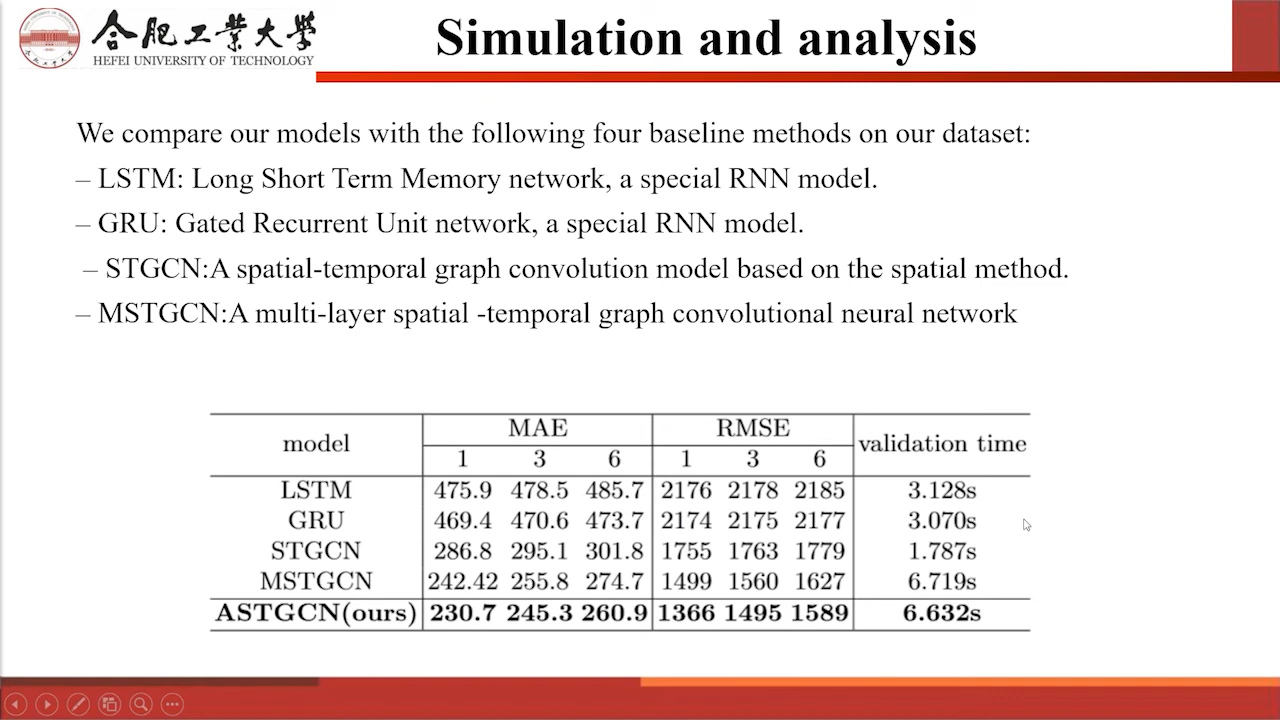 合肥工业大学
HEFEI UNIVERSITY OF TECHNOLOGY
Simulation and analysis
We compare our models with the following four baseline methods on our dataset:
– LSTM: Long Short Term Memory network, a special RNN model.
– GRU: Gated Recurrent Unit network, a special RNN model.
– STGCN:A spatial-temporal graph convolution model based on the spatial method.
– MSTGCN:A multi-layer spatial -temporal graph convolutional neural network
model MAE RMSE validation time
1 3 6 1 3 6
LSTM 475.9 478.5 485.7 2176 2178 2185 3.128s
GRU 469.4 470.6 473.7 2174 2175 2177 3.070s
STGCN 286.8 295.1 301.8 1755 1763 1779 1.787s
MSTGCN 242.42 255.8 274.7 1499 1560 1627 6.719s
ASTGCN(ours) 230.7 245.3 260.9 1366 1495 1589 6.632s